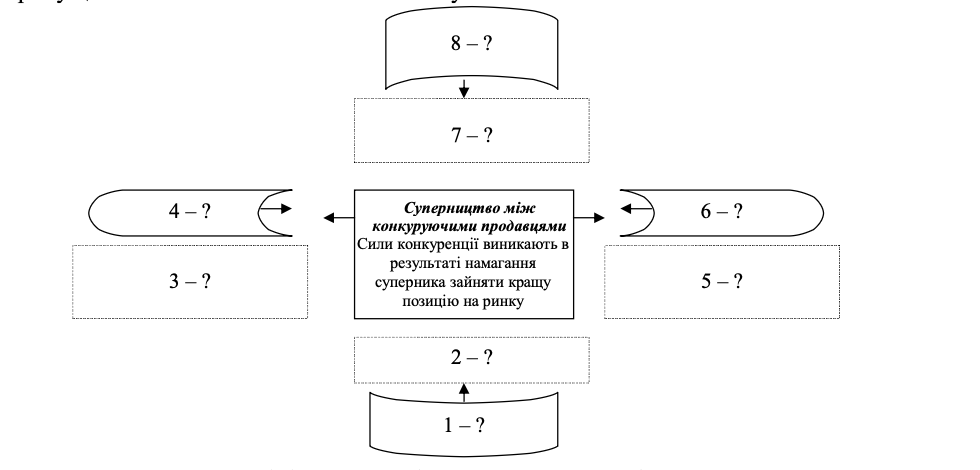 8 – ?
7 – ?
4 – ?
Суперництво між
конкуруючими продавцями
Сили конкуренції виникають в
результаті намагання
суперника зайняти кращу
позицію на ринку
6 – ?
3 – ?
5 – ?
2 – ?
1 – ?